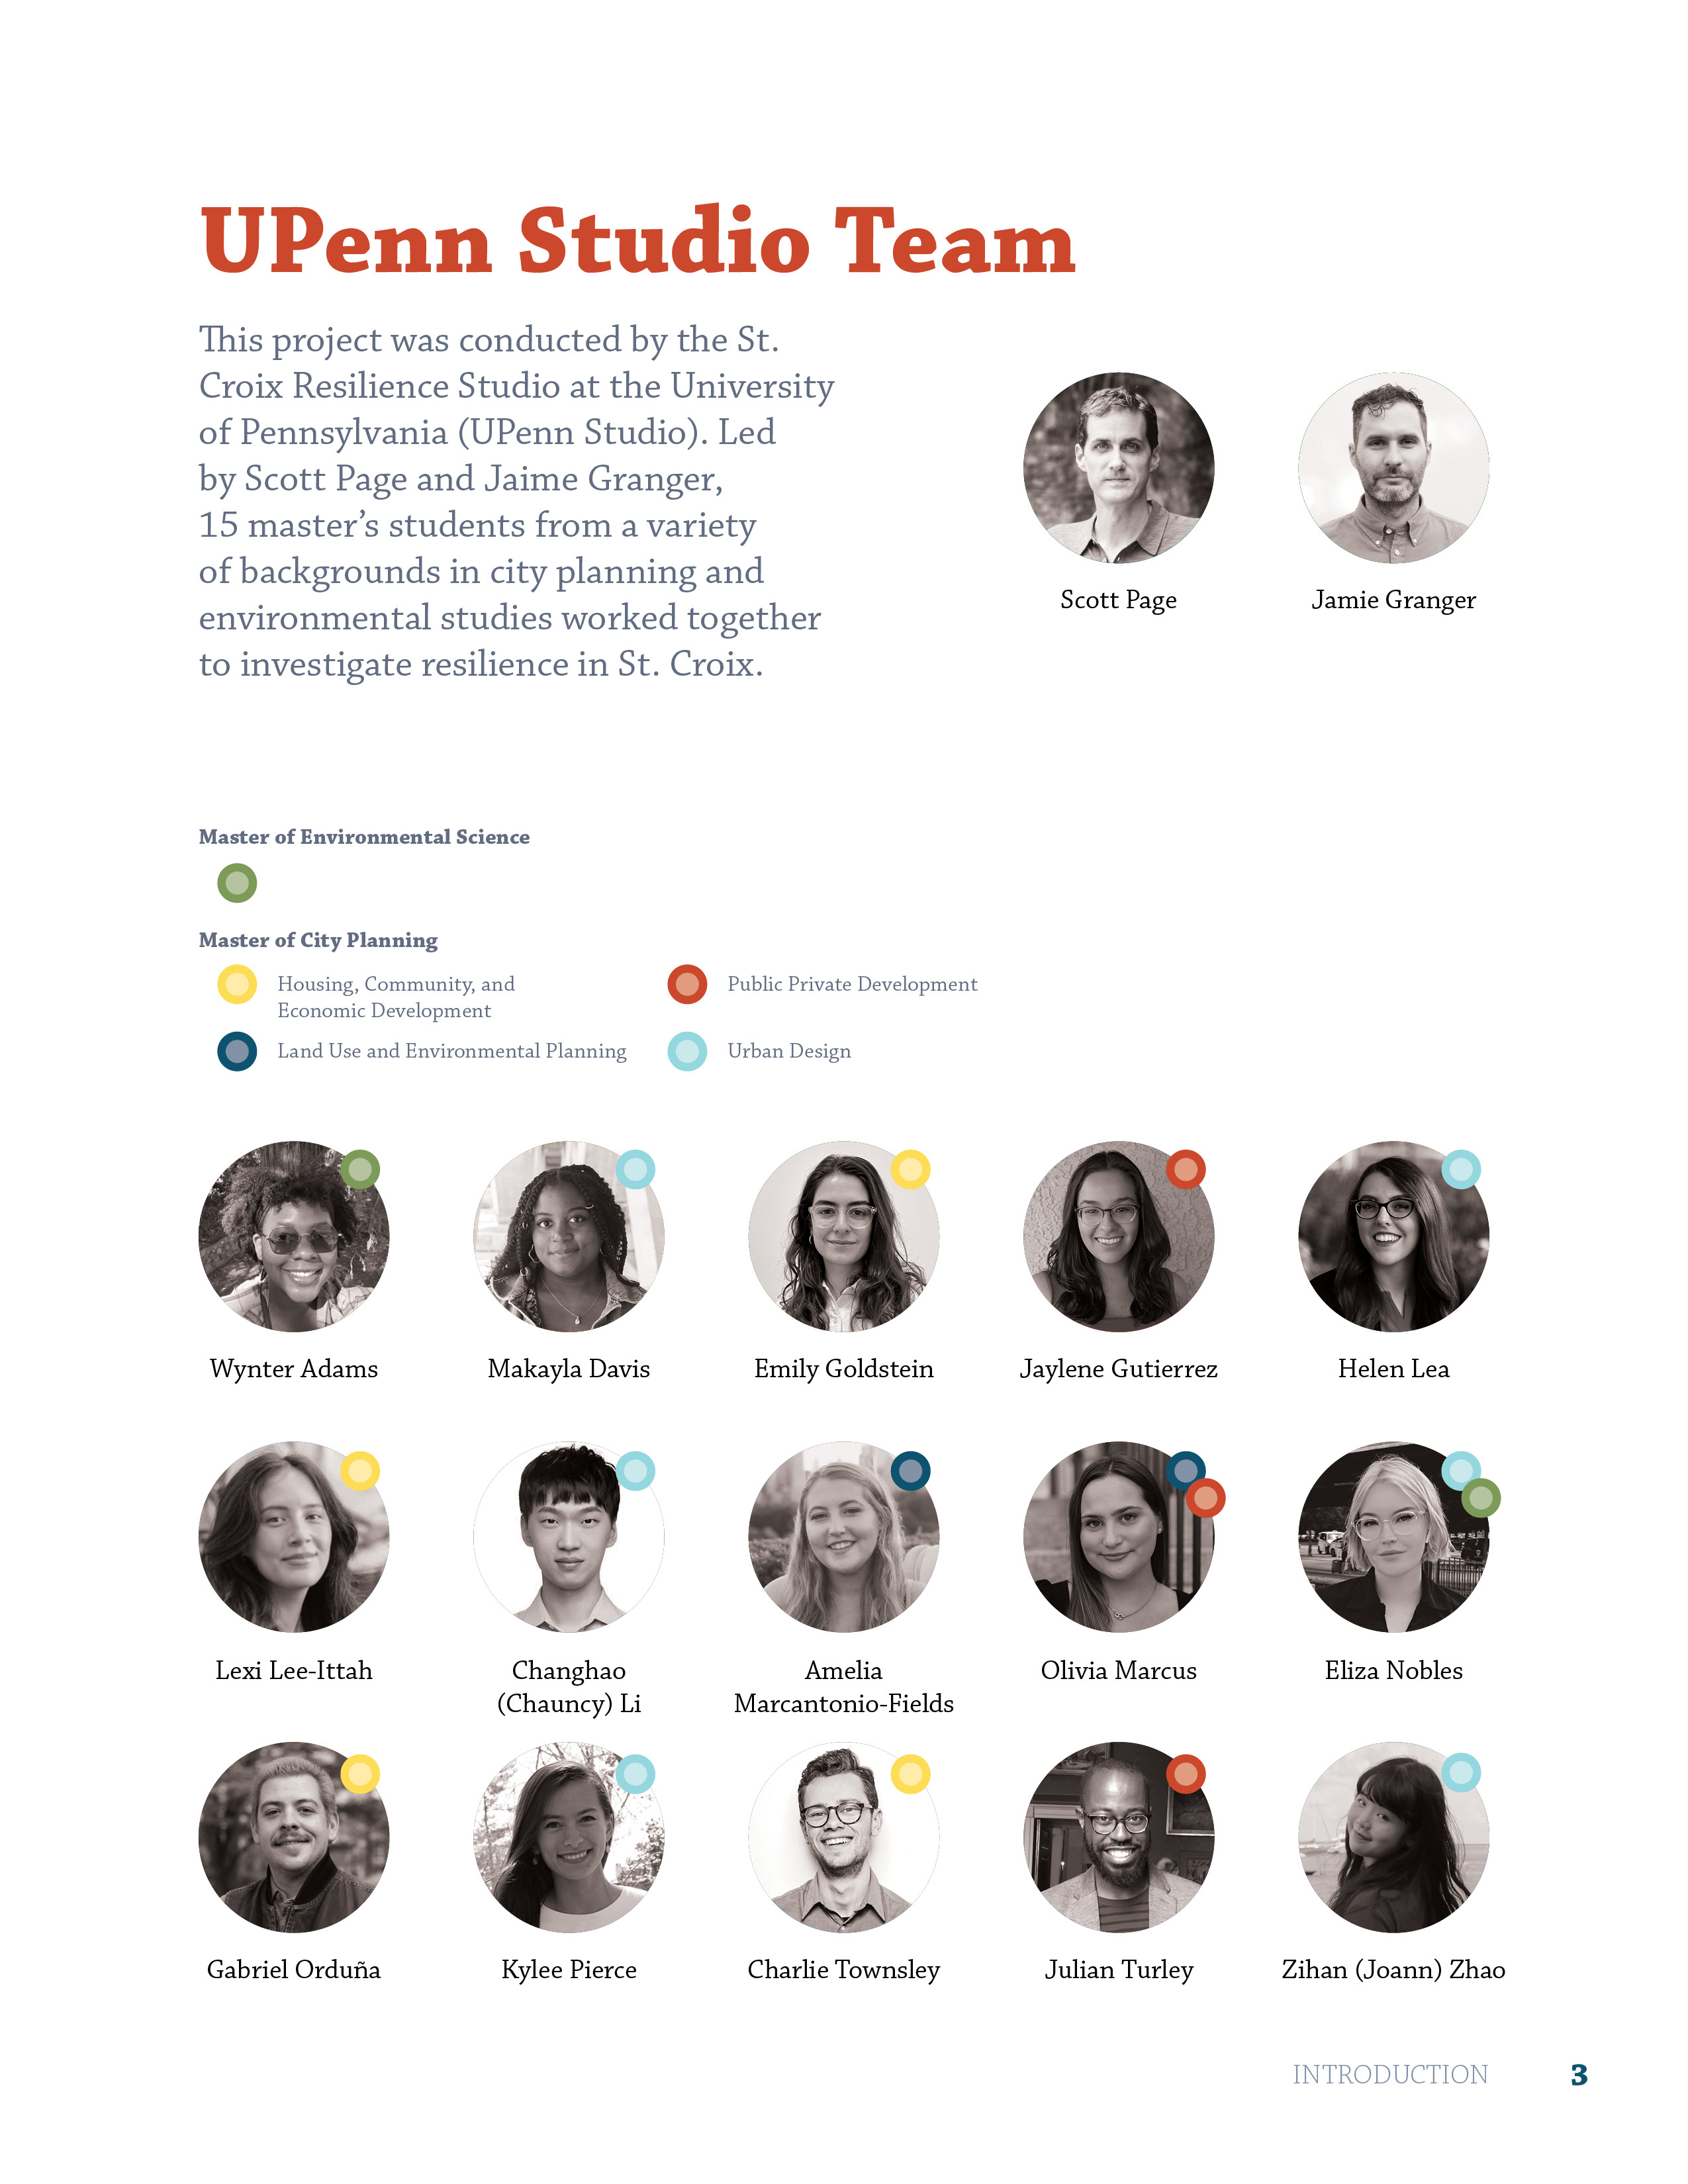 UPenn Studio Team
This project was conducted by the St.
Croix Resilience Studio at the University
of Pennsylvania (UPenn Studio). Led
by Scott Page and Jaime Granger,
15 master's students from a variety
of backgrounds in city planning and
environmental studies worked together
to investigate resilience in St. Croix.
Scott Page
Jamie Granger
Master of Environmental Science
Master of City Planning
Housing, Community, and
Economic Development
Public Private Development
Land Use and Environmental Planning
Urban Design
Wynter Adams
Makayla Davis
Emily Goldstein
Jaylene Gutierrez
Helen Lea
Lexi Lee-Ittah
Changhao
(Chauncy) Li
Amelia
Marcantonio-Fields
Olivia Marcus
Eliza Nobles
Gabriel Orduña
Kylee Pierce
Charlie Townsley
Julian Turley
Zihan (Joann) Zhao
INTRODUCTION
3